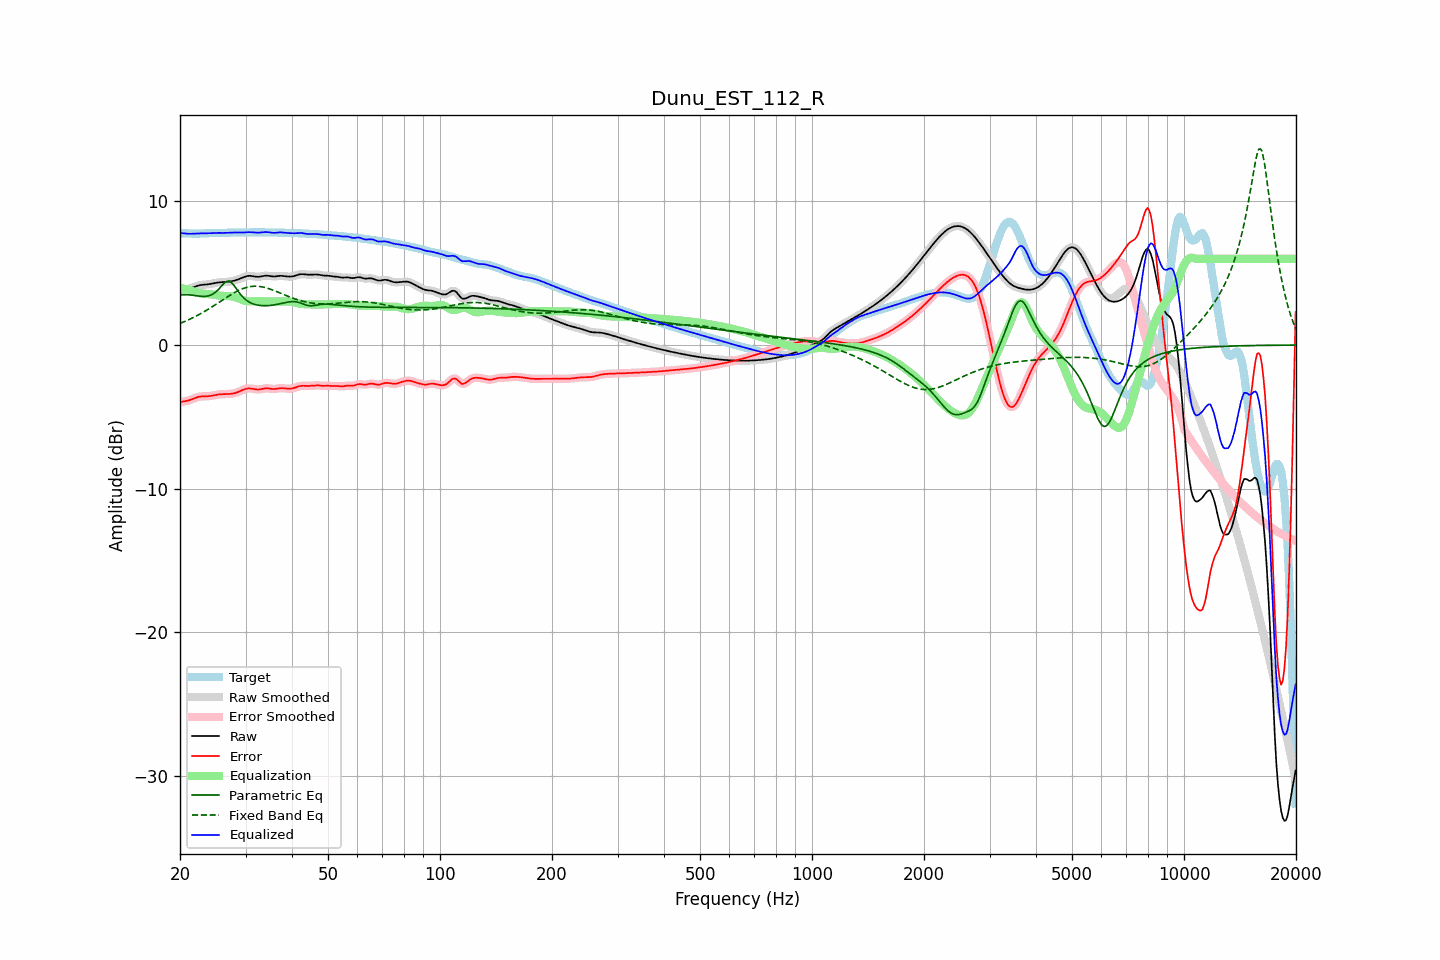 Dunu_EST_112_R
Amplitude (dBr)
10
0
−10
−20
−30
Target
Raw Smoothed
Error Smoothed
Raw
Error
Equalization
Parametric Eq
Fixed Band Eq
Equalized
20 50 100 200 500 1000 2000 5000 10000 20000
Frequency (Hz)